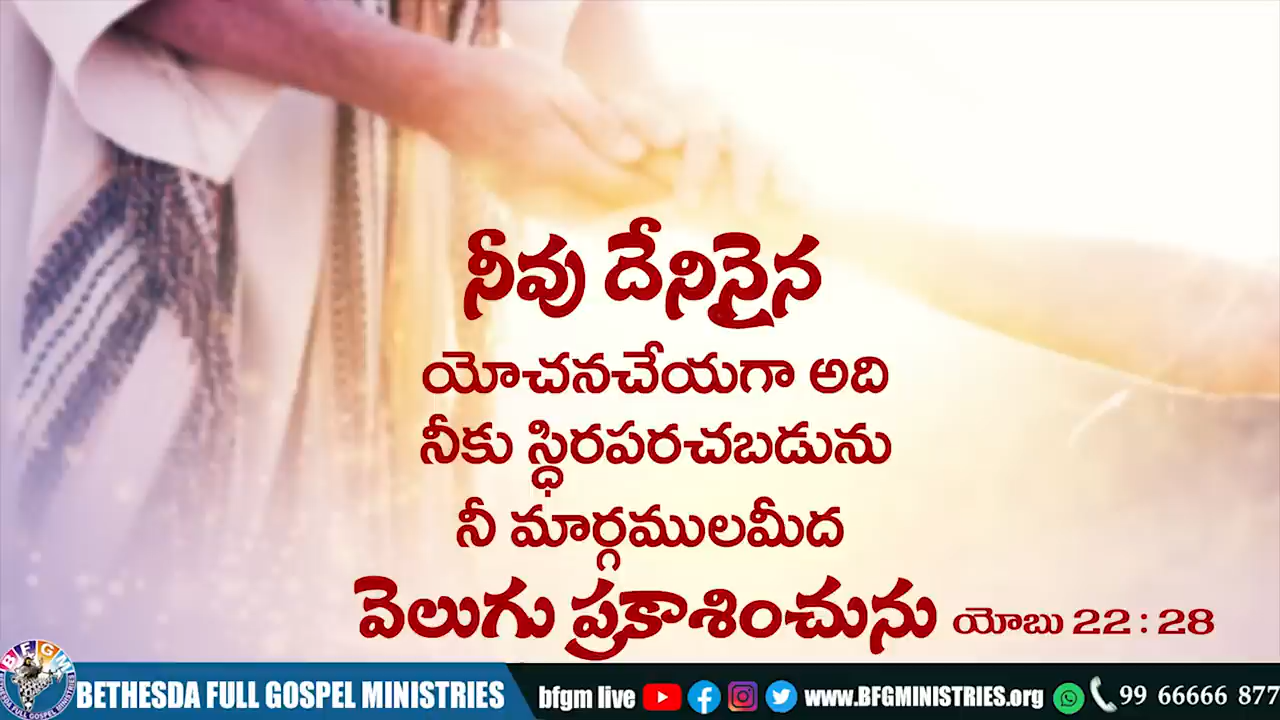 నీవు దేనినైన
యోచనచేయగా అది
నీకు స్థిరపరచబడును
నీ మార్గములమీద
వెలుగు ప్రకాశించును యోబు 22 : 28
BFGM
BETHESDA FULL GOSPEL MINISTRIES bfgm live www.BFGMINISTRIES.org 99 66666 877